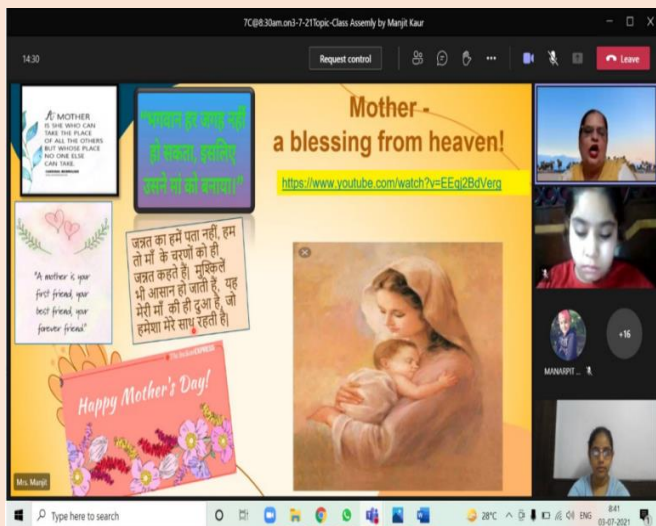 7C@8:30am.on3-7-21Topic-Class Assemly by Manjit Kaur
14:30
Request control
Leave
A MOTHER
IS SHE WHO CAN
TAKE THE PLACE
OF ALL THE OTHERS
BUT WHOSE PLACE
NO ONE ELSE
CAN TAKE.
"भगवान हर जगह नहीं
हो सकता, इसलिए
उसने मां को बनाया।"
Mother -
a blessing from heaven!
https://www.youtube.com/watch?v=EEgj2BdVerg
"A mother is your
first friend, your
best friend, your
forever friend."
जन्नत का हमें पता नहीं, हम
तो माँ के चरणों को ही
जन्नत कहते हैं। मुश्किलें
भी आसान हो जाती हैं, यह
मेरी माँ की ही दुआ है, जो
हमेशा मेरे साथ रहती है।
Happy Mother's Day!
Mrs. Manjit
MANARPIT ...
+16
Type here to search
28°C
ENG
8:41
03-07-2021